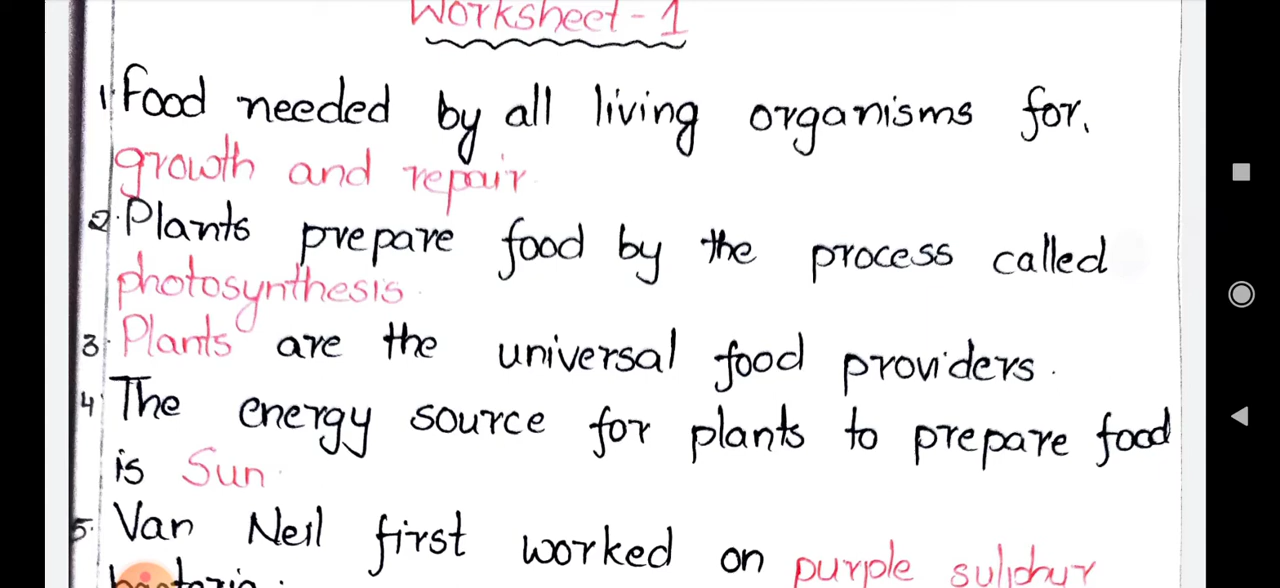 Worksheet - 1
1. Food needed by all living organisms for.
growth and repair.
2. Plants prepare food by the process called
photosynthesis.
3. Plants are the universal food providers.
4. The energy source for plants to prepare food
is Sun.
5. Van Neil first worked on purple sulphur
bacteria.